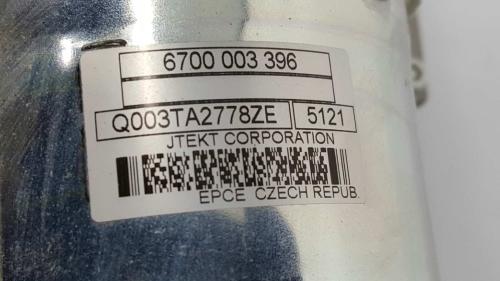 6700 003 396
Q003TA2778ZE 5121
JTEKT CORPORATION
EPCE CZECH REPUB.